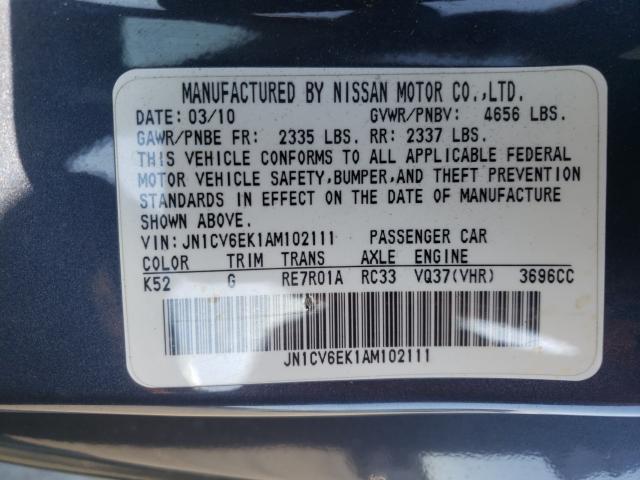 MANUFACTURED BY NISSAN MOTOR CO.,LTD.
DATE: 03/10 GVWR/PNBV: 4656 LBS.
GAWR/PNBE FR: 2335 LBS. RR: 2337 LBS.
THIS VEHICLE CONFORMS TO ALL APPLICABLE FEDERAL
MOTOR VEHICLE SAFETY,BUMPER,AND THEFT PREVENTION
STANDARDS IN EFFECT ON THE DATE OF MANUFACTURE
SHOWN ABOVE.
VIN: JN1CV6EK1AM102111 PASSENGER CAR
COLOR TRIM TRANS AXLE ENGINE
K52 G RE7R01A RC33 VQ37(VHR) 3696CC
JN1CV6EK1AM102111